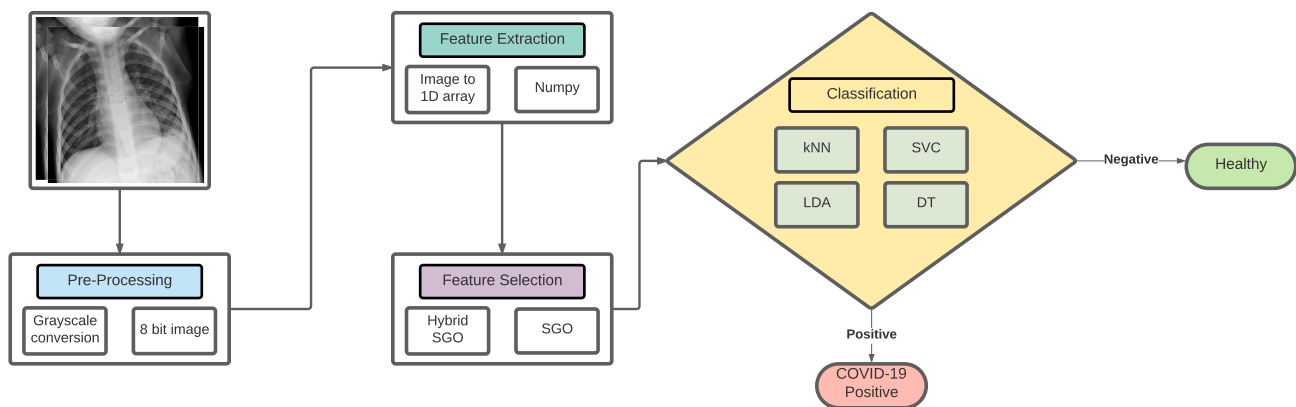 Pre-Processing
Grayscale
conversion
8 bit image
Feature Extraction
Image to
1D array
Numpy
Feature Selection
Hybrid
SGO
SGO
Classification
kNN
SVC
LDA
DT
Negative
Healthy
Positive
COVID-19
Positive